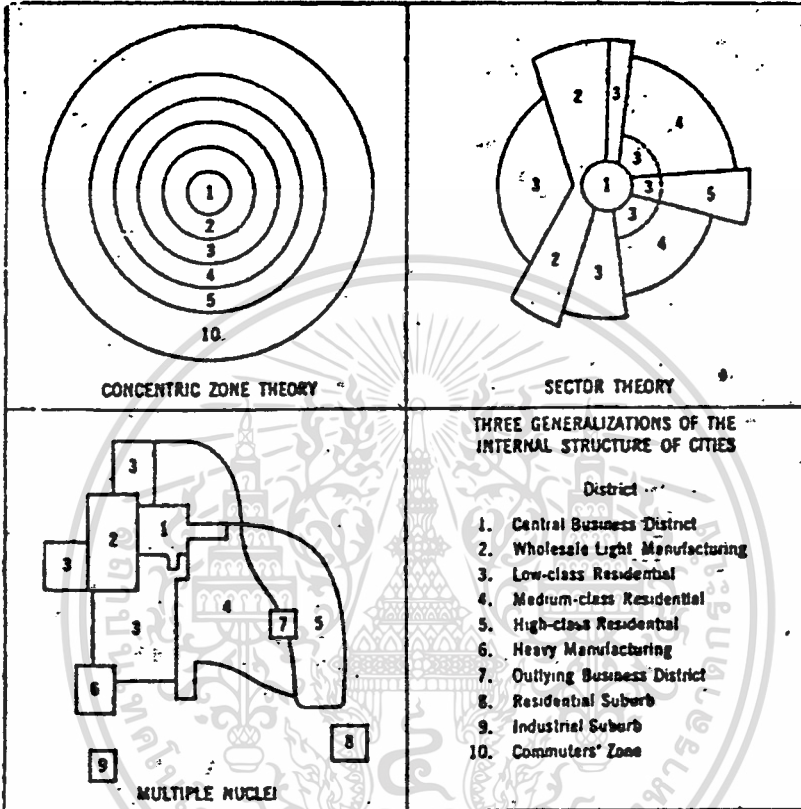 1
2
3
4
5
10.
CONCENTRIC ZONE THEORY
2
3
4
3
3
1
3
5
3
2
3
4
SECTOR THEORY
3
2
1
3
3
4
7
5
6
8
9
MULTIPLE NUCLEI
THREE GENERALIZATIONS OF THE
INTERNAL STRUCTURE OF CITIES
District
1. Central Business District
2. Wholesale Light Manufacturing
3. Low-class Residential
4. Medium-class Residential
5. High-class Residential
6. Heavy Manufacturing
7. Outlying Business District
8. Residential Suburb
9. Industrial Suburb
10. Commuters' Zone